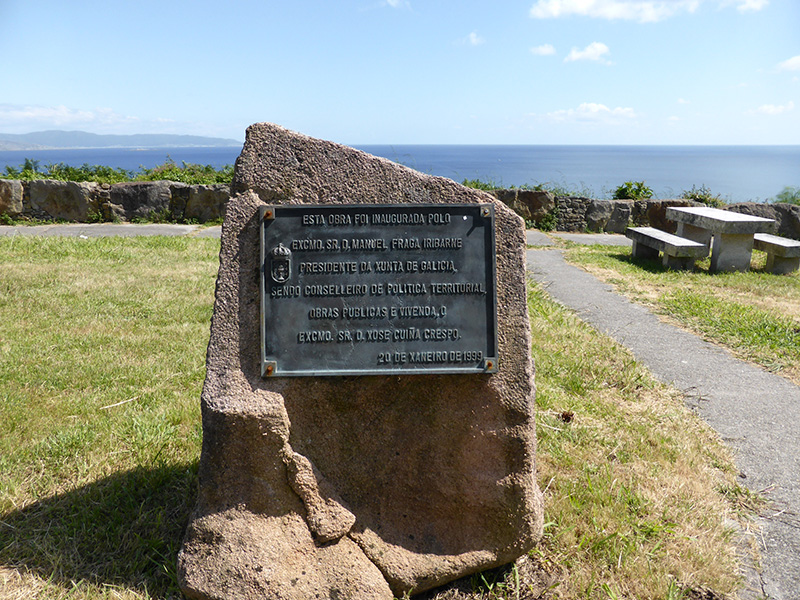 ESTA OBRA FOI INAUGURADA POLO
EXCMO. SR. D. MANUEL FRAGA IRIBARNE
PRESIDENTE DA XUNTA DE GALICIA,
SENDO CONSELLEIRO DE POLITICA TERRITORIAL,
OBRAS PUBLICAS E VIVENDA, O
EXCMO. SR. D. XOSE CUIÑA CRESPO.
20 DE XANEIRO DE 1999